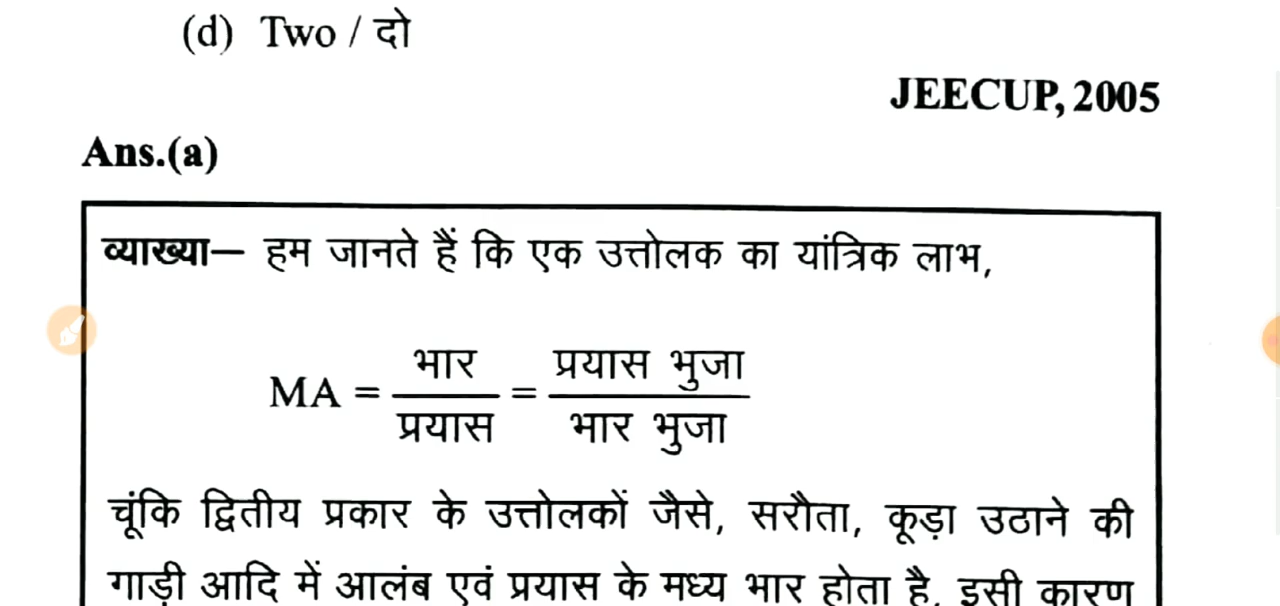 (d) Two / दो
JEECUP, 2005
Ans.(a)
व्याख्या— हम जानते हैं कि एक उत्तोलक का यांत्रिक लाभ,
MA = भार / प्रयास = प्रयास भुजा / भार भुजा
चूंकि द्वितीय प्रकार के उत्तोलकों जैसे, सरौता, कूड़ा उठाने की
गाड़ी आदि में आलंब एवं प्रयास के मध्य भार होता है, इसी कारण